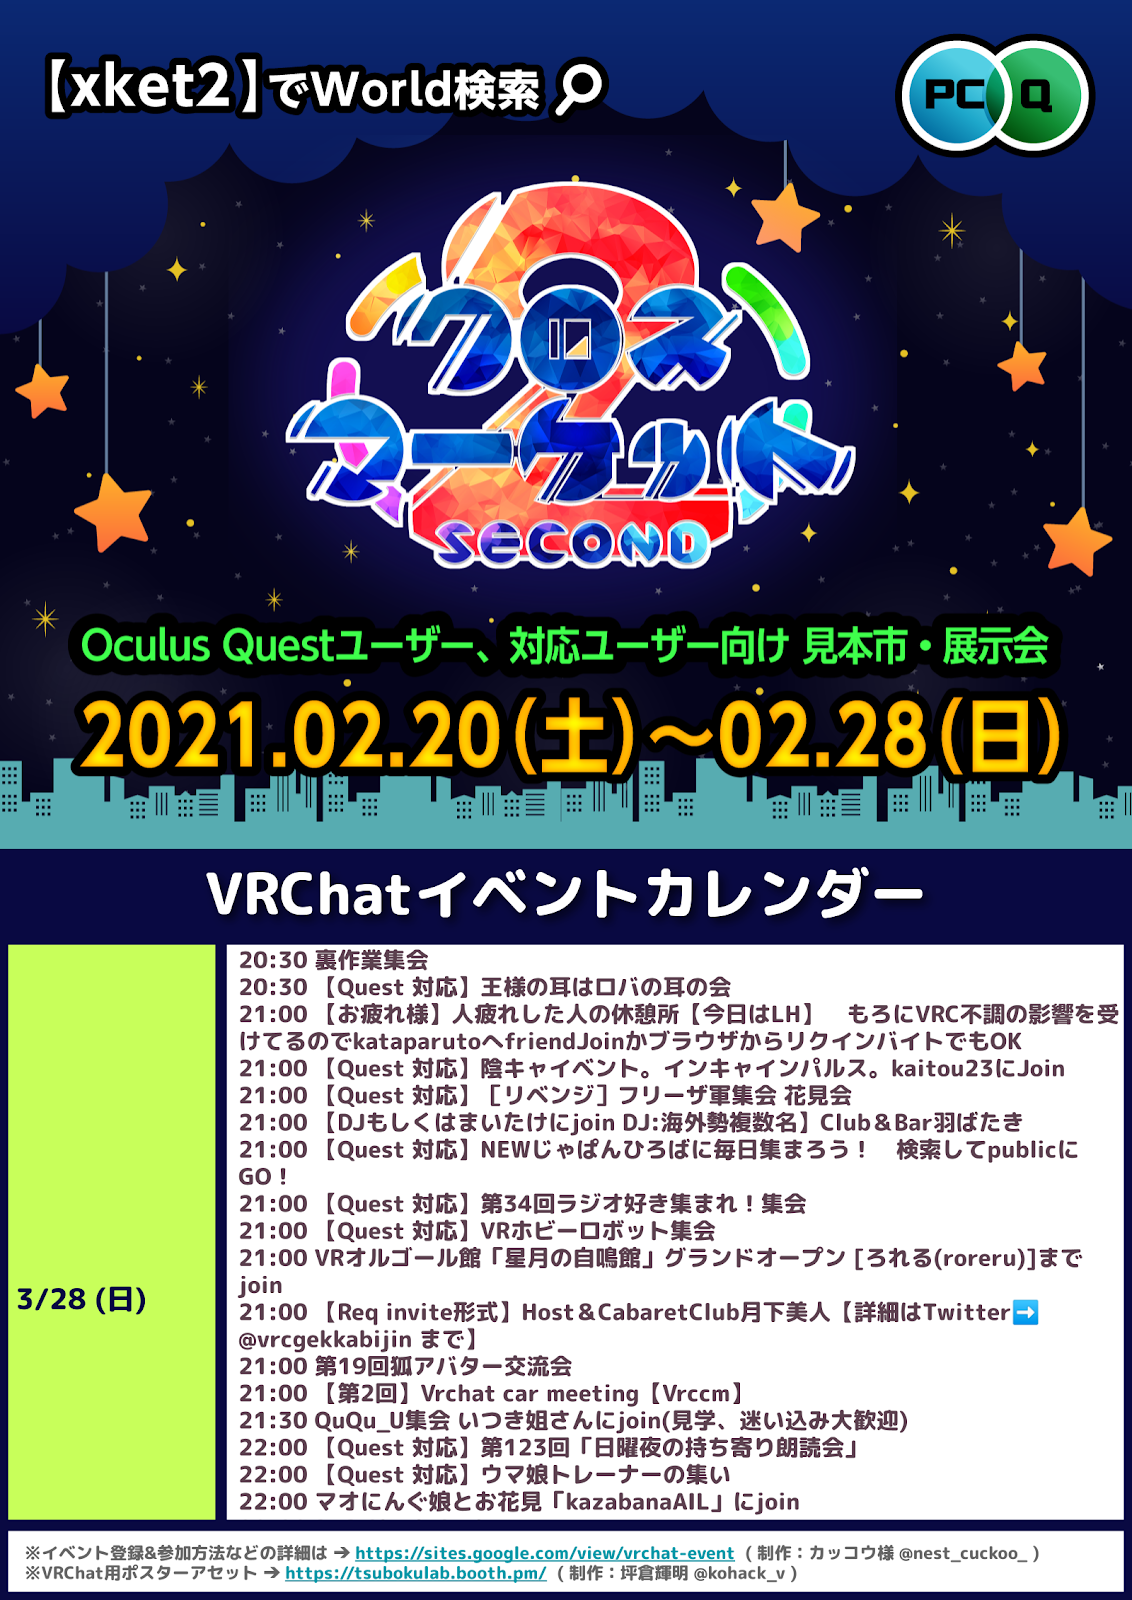 【xket2】でWorld検索
PC Q
2
クロス
マーケット
SECOND
Oculus Questユーザー、対応ユーザー向け 見本市・展示会
2021.02.20(土)～02.28(日)
VRChatイベントカレンダー
3/28 (日)
20:30 裏作業集会
20:30 【Quest 対応】王様の耳はロバの耳の会
21:00 【お疲れ様】人疲れした人の休憩所【今日はLH】　もろにVRC不調の影響を受
けてるのでkataparutoへfriendJoinかブラウザからリクインバイトでもOK
21:00 【Quest 対応】陰キャイベント。インキャインパルス。kaitou23にJoin
21:00 【Quest 対応】［リベンジ］フリーザ軍集会 花見会
21:00 【DJもしくはまいたけにjoin DJ:海外勢複数名】Club＆Bar羽ばたき
21:00 【Quest 対応】NEWじゃぱんひろばに毎日集まろう！　検索してpublicに
GO！
21:00 【Quest 対応】第34回ラジオ好き集まれ！集会
21:00 【Quest 対応】VRホビーロボット集会
21:00 VRオルゴール館「星月の自鳴館」グランドオープン [ろれる(roreru)]まで
join
21:00 【Req invite形式】Host＆CabaretClub月下美人【詳細はTwitter➡️
@vrcgekkabijin まで】
21:00 第19回狐アバター交流会
21:00 【第2回】Vrchat car meeting【Vrccm】
21:30 QuQu_U集会 いつき姐さんにjoin(見学、迷い込み大歓迎)
22:00 【Quest 対応】第123回「日曜夜の持ち寄り朗読会」
22:00 【Quest 対応】ウマ娘トレーナーの集い
22:00 マオにんぐ娘とお花見「kazabanaAIL」にjoin
※イベント登録&参加方法などの詳細は → https://sites.google.com/view/vrchat-event （制作：カッコウ様 @nest_cuckoo_ ）
※VRChat用ポスターアセット → https://tsubokulab.booth.pm/ （制作：坪倉輝明 @kohack_v ）